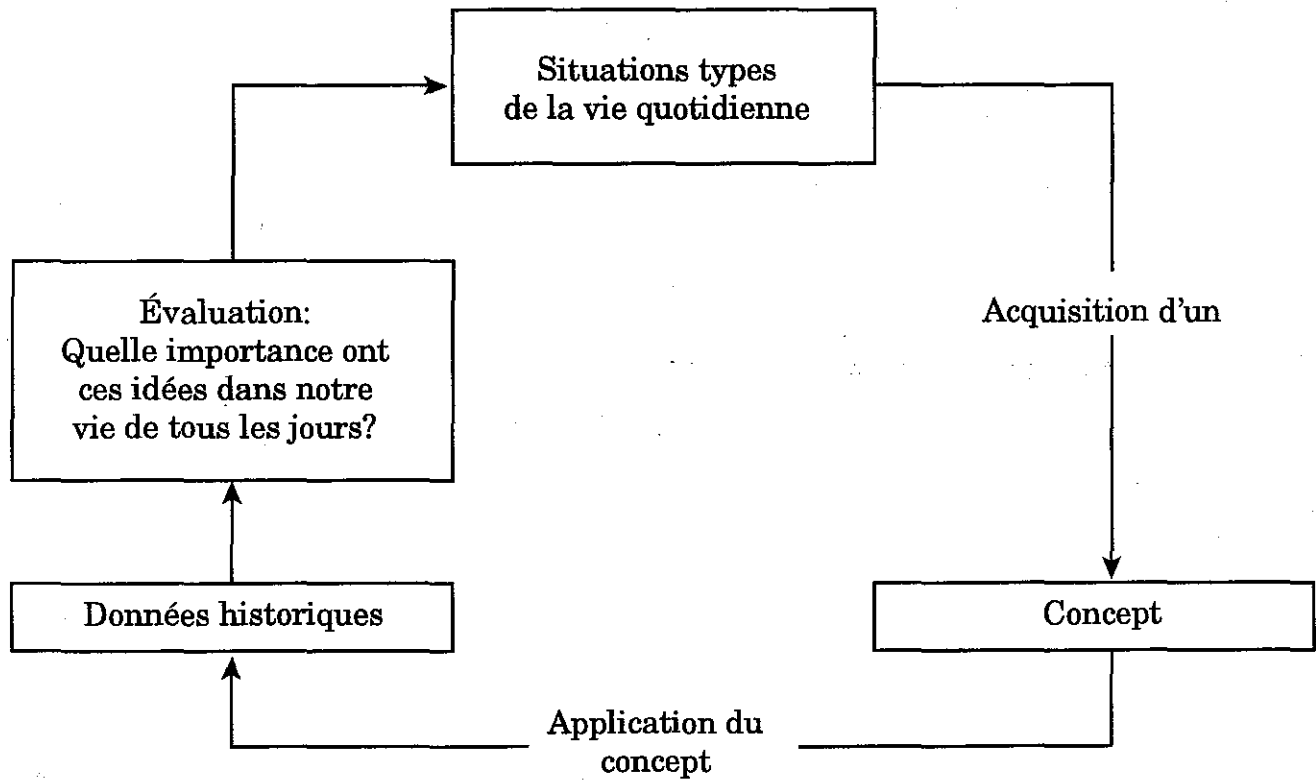 Situations types
de la vie quotidienne
Acquisition d'un
Concept
Application du
concept
Données historiques
Évaluation:
Quelle importance ont
ces idées dans notre
vie de tous les jours?